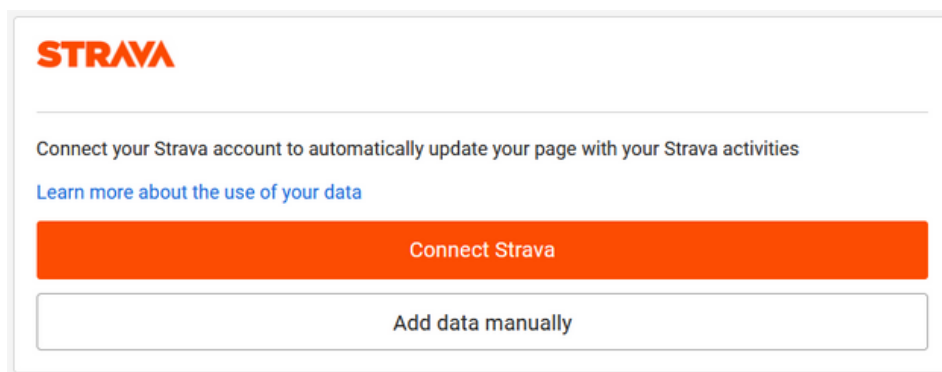 STRAVA
Connect your Strava account to automatically update your page with your Strava activities
Learn more about the use of your data
Connect Strava
Add data manually